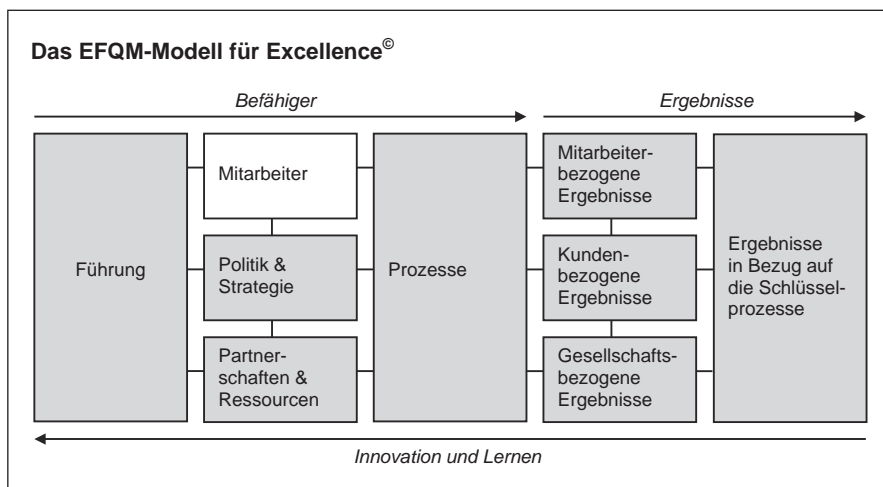 Das EFQM-Modell für Excellence©
Befähiger
Ergebnisse
Führung
Mitarbeiter
Politik &
Strategie
Partner-
schaften &
Ressourcen
Prozesse
Mitarbeiter-
bezogene
Ergebnisse
Kunden-
bezogene
Ergebnisse
Gesellschafts-
bezogene
Ergebnisse
Ergebnisse
in Bezug auf
die Schlüssel-
prozesse
Innovation und Lernen